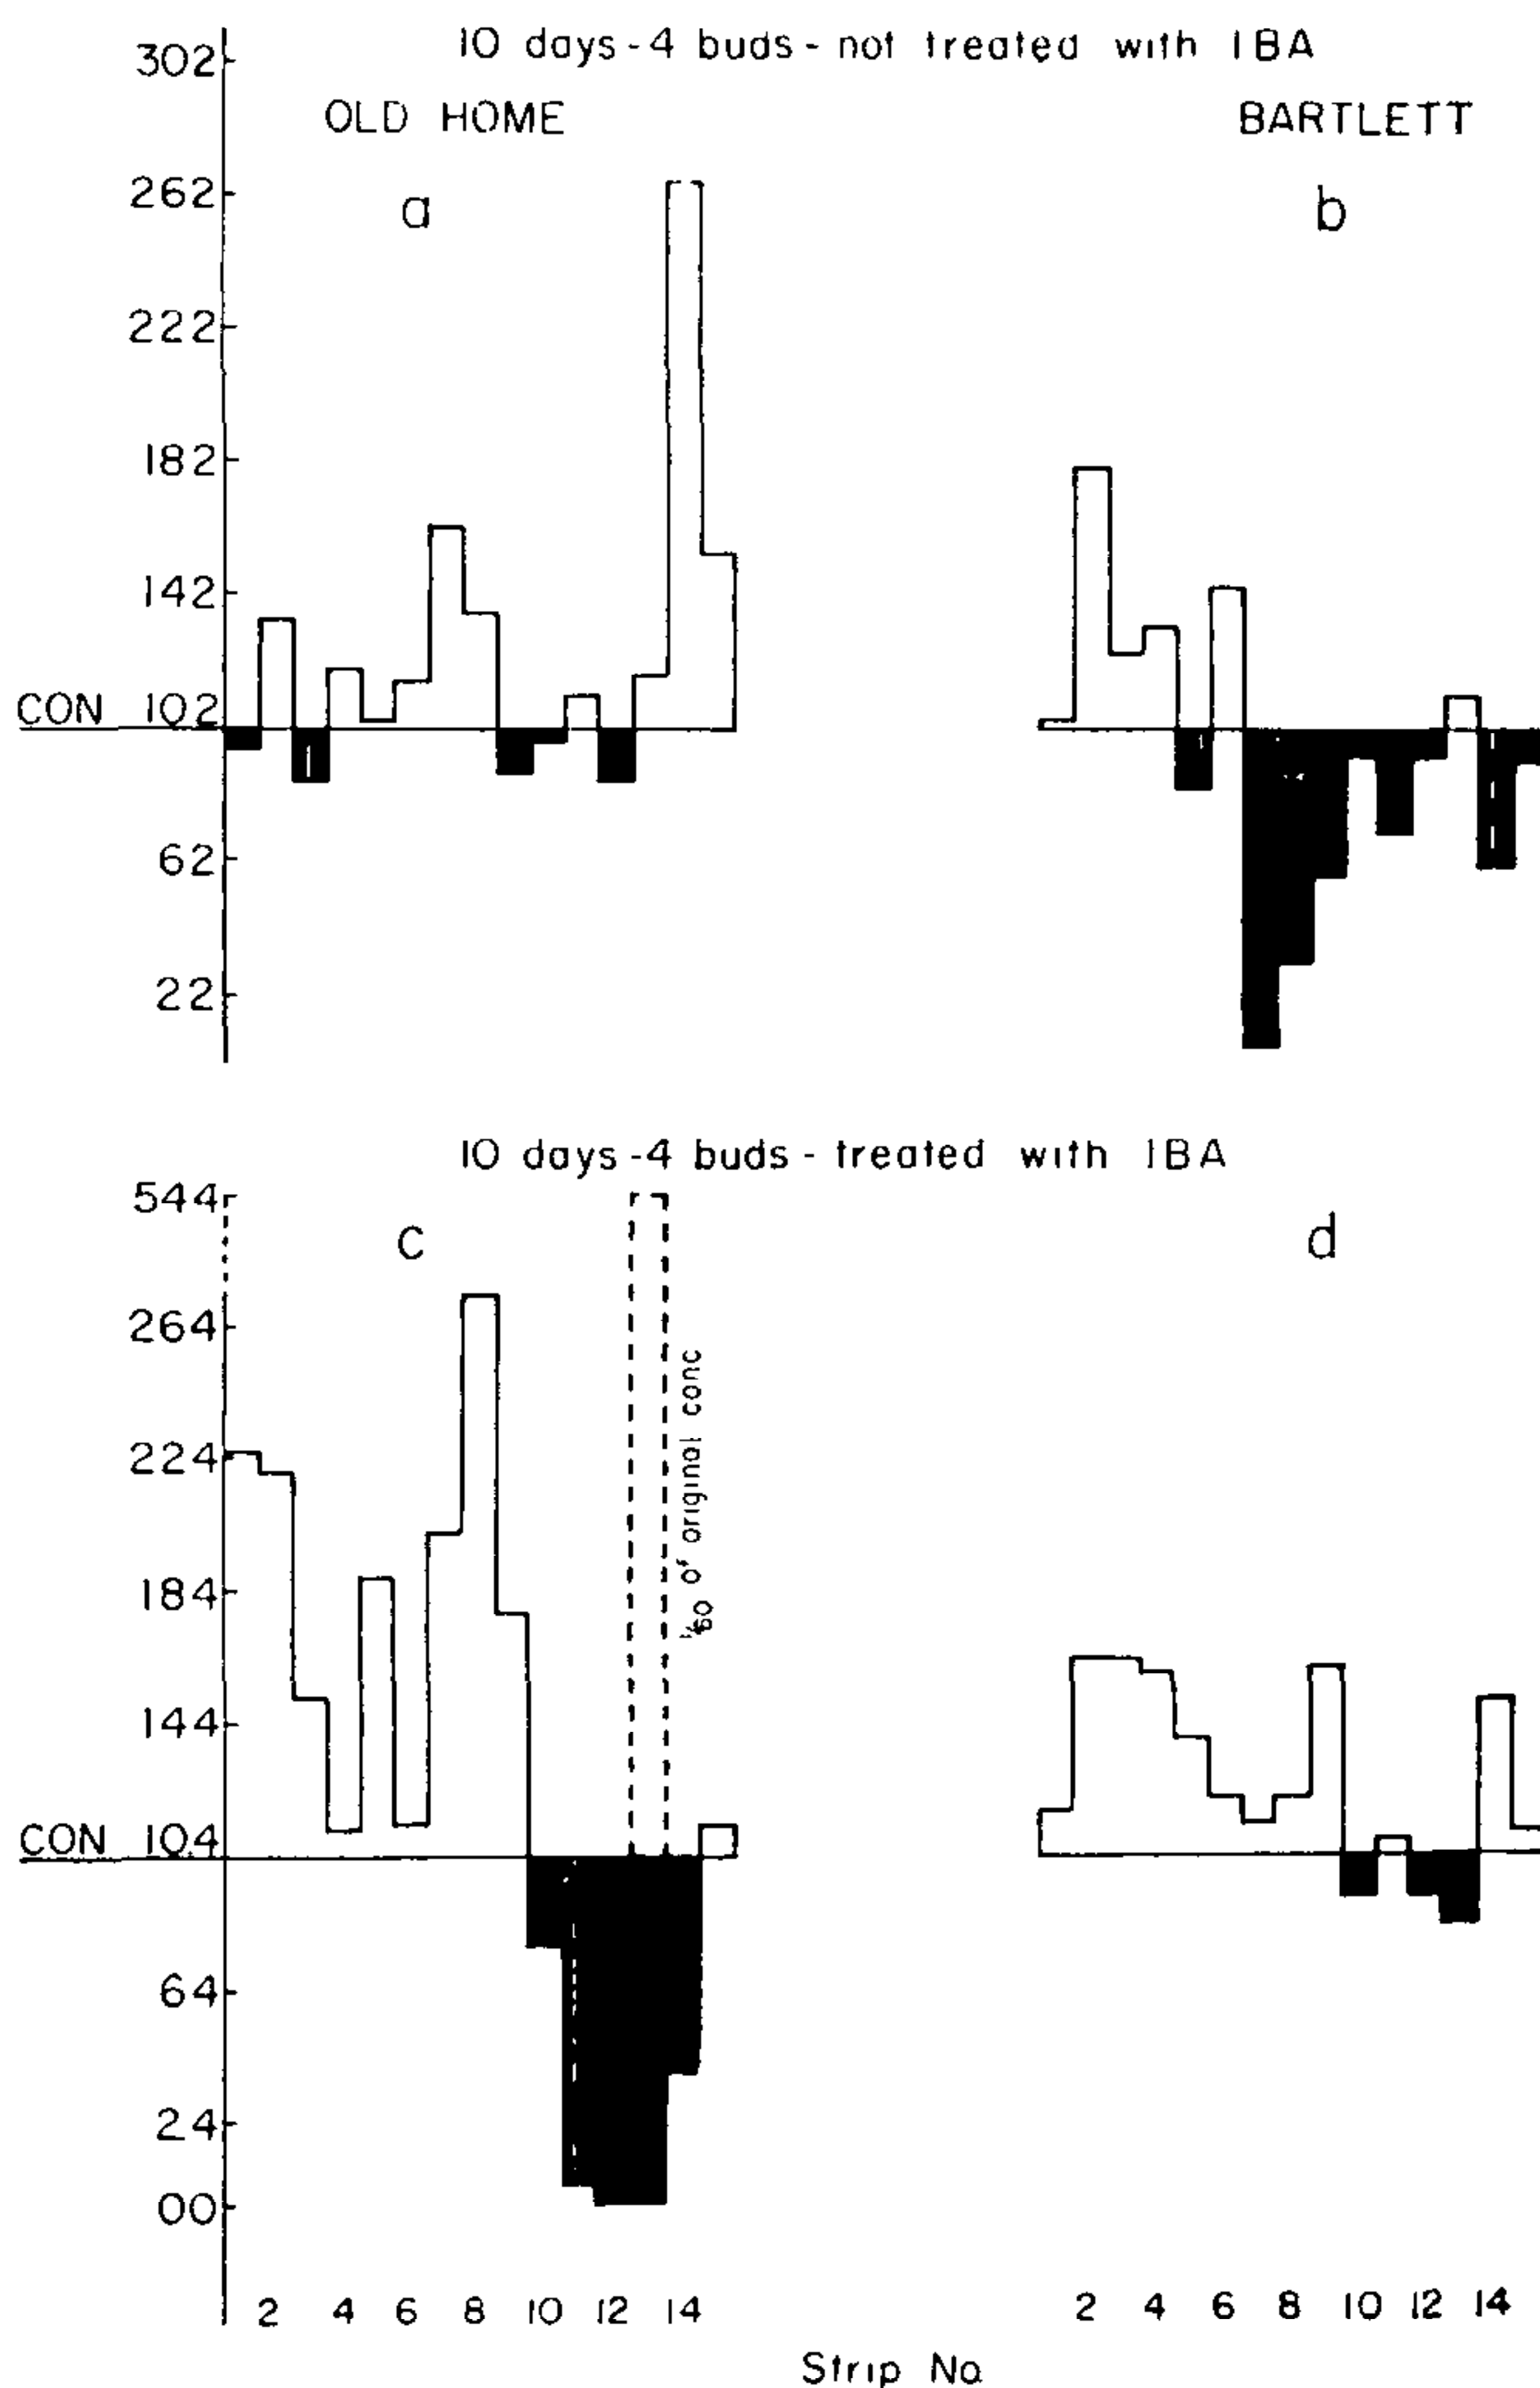 10 days - 4 buds - not treated with IBA
OLD HOME
BARTLETT
a
b
302
262
222
182
142
CON 102
62
22
10 days - 4 buds - treated with IBA
c
d
544
264
224
184
144
CON 104
64
24
00
1/60 of original conc
2 4 6 8 10 12 14
2 4 6 8 10 12 14
Strip No